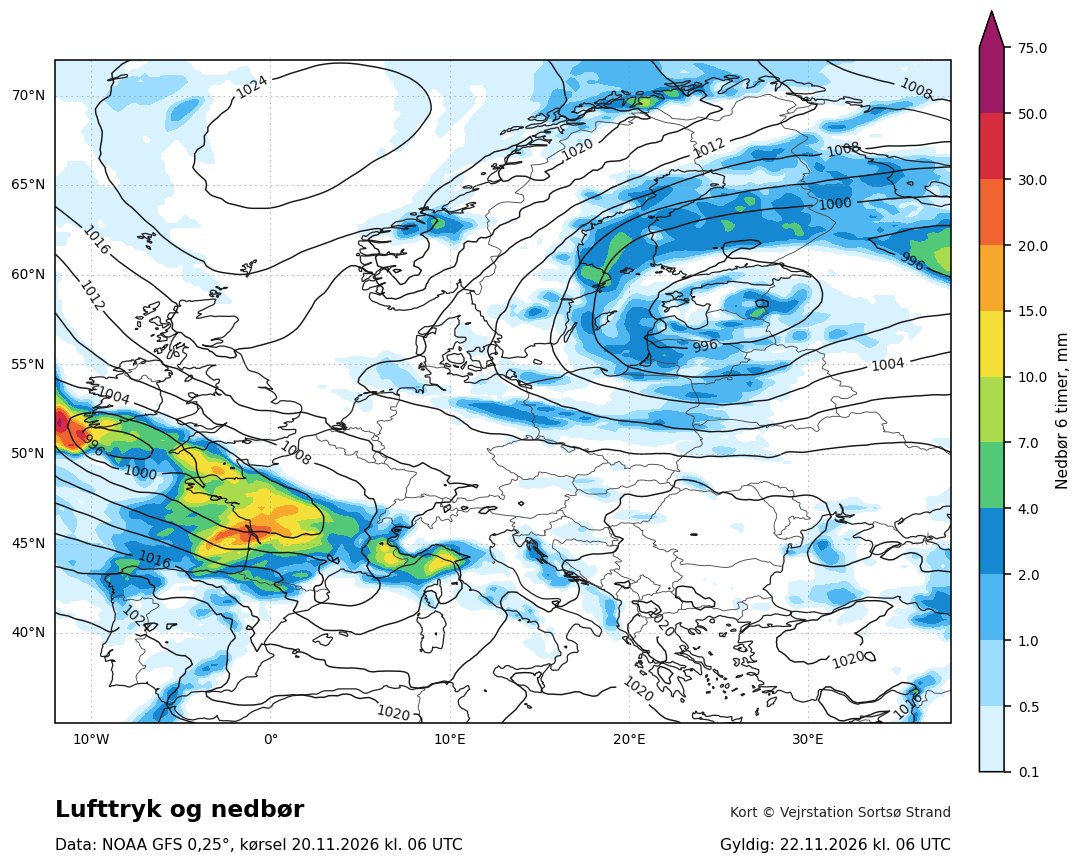 75.0
50.0
30.0
20.0
15.0
10.0
7.0
4.0
2.0
1.0
0.5
0.1
Nedbør 6 timer, mm
70°N
65°N
60°N
55°N
50°N
45°N
40°N
10°W
0°
10°E
20°E
30°E
1024
1008
1020
1012
1008
1000
996
1016
1012
996
1004
1004
996
1000
1008
1016
1020
1020
1020
1020
1020
1016
Lufttryk og nedbør
Kort © Vejrstation Sortsø Strand
Data: NOAA GFS 0,25°, kørsel 20.11.2026 kl. 06 UTC
Gyldig: 22.11.2026 kl. 06 UTC